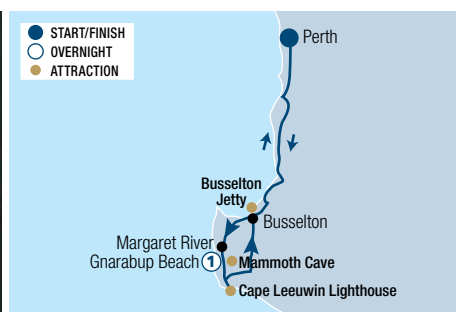 START/FINISH
OVERNIGHT
ATTRACTION
Perth
Busselton
Jetty
Busselton
Margaret River
Gnarabup Beach 1
Mammoth Cave
Cape Leeuwin Lighthouse